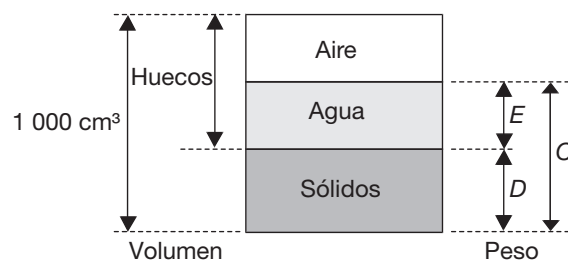 Aire
Huecos
1 000 cm³
Agua
E
C
Sólidos
D
Volumen
Peso